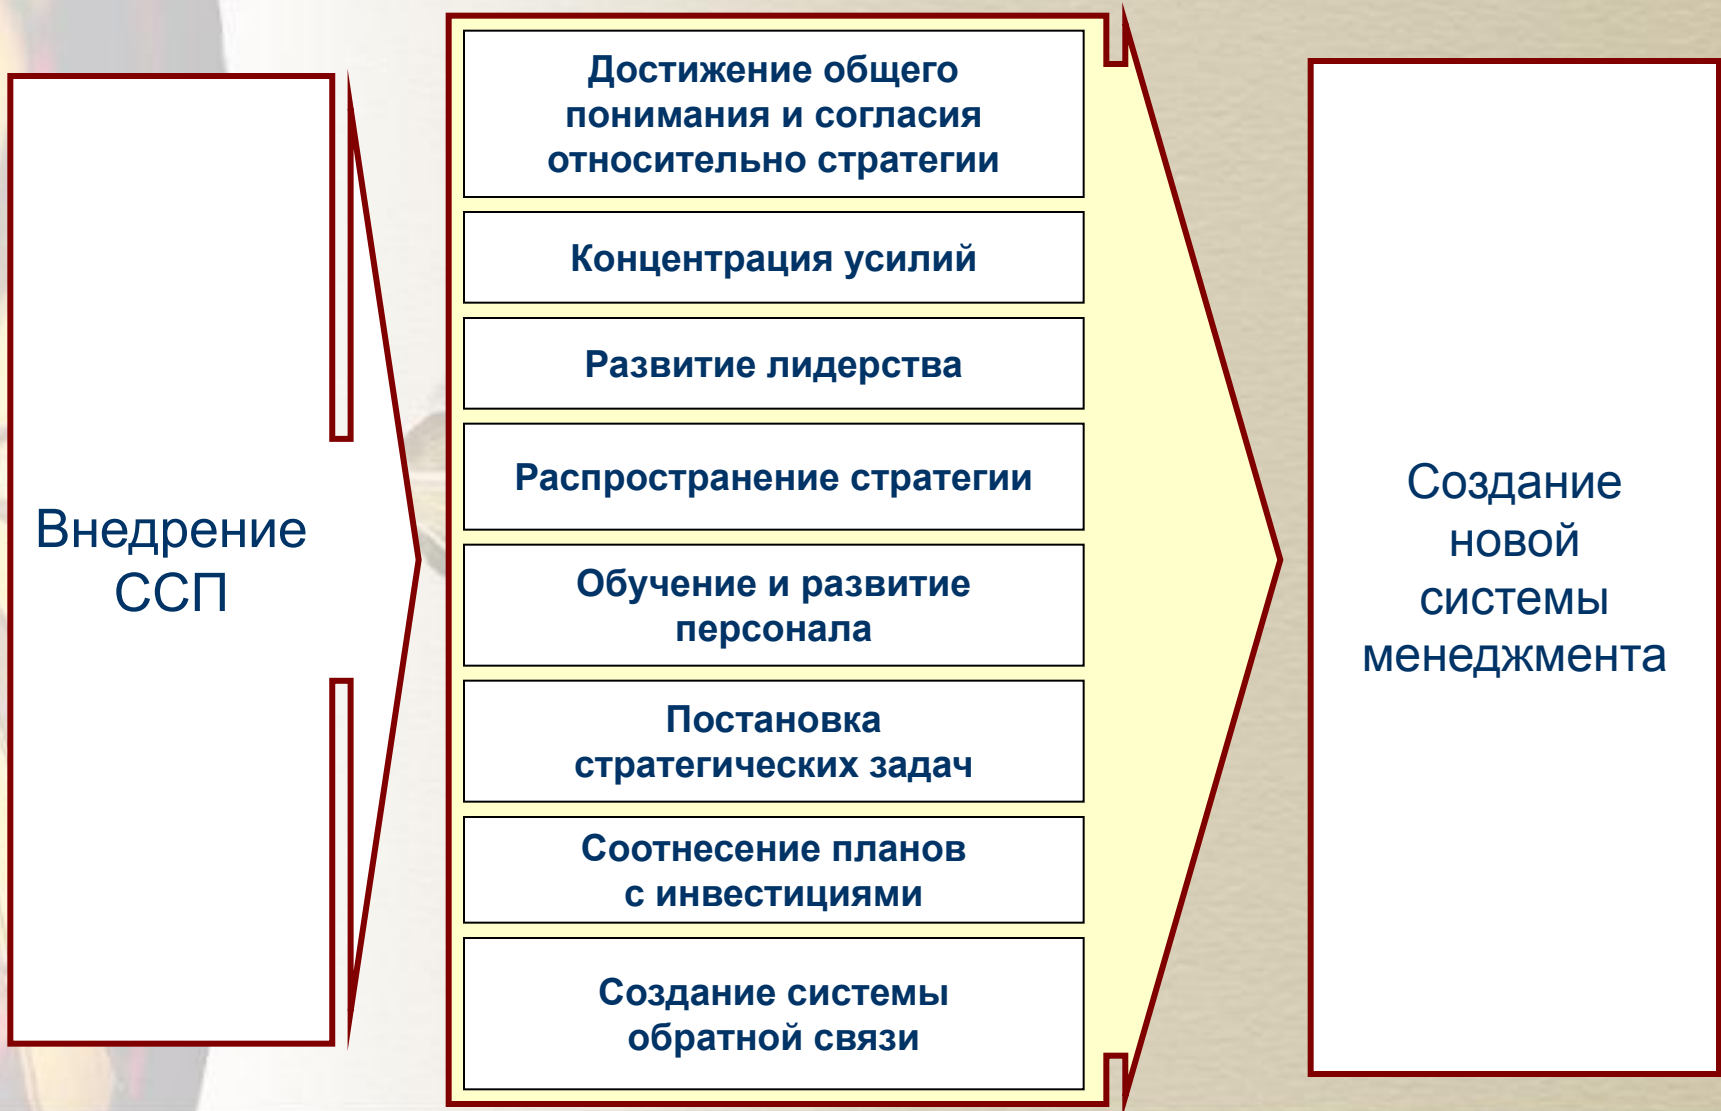 Внедрение
ССП
Достижение общего
понимания и согласия
относительно стратегии
Концентрация усилий
Развитие лидерства
Распространение стратегии
Обучение и развитие
персонала
Постановка
стратегических задач
Соотнесение планов
с инвестициями
Создание системы
обратной связи
Создание
новой
системы
менеджмента